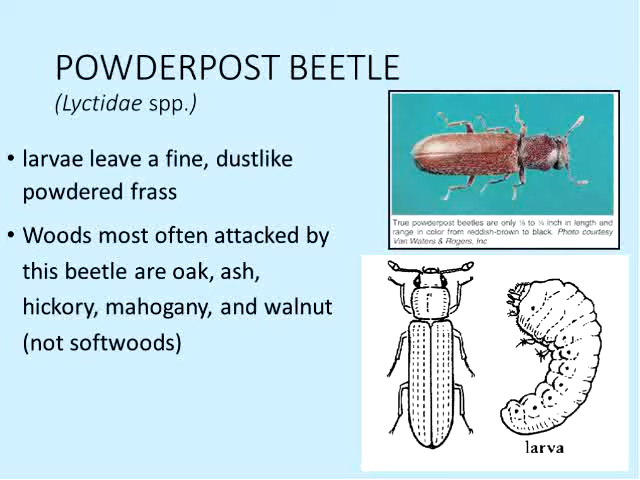 POWDERPOST BEETLE
(Lyctidae spp.)
• larvae leave a fine, dustlike
powdered frass
• Woods most often attacked by
this beetle are oak, ash,
hickory, mahogany, and walnut
(not softwoods)
True powderpost beetles are only ⅛ to ¼ inch in length and
range in color from reddish-brown to black. Photo courtesy
Van Waters & Rogers, Inc
larva